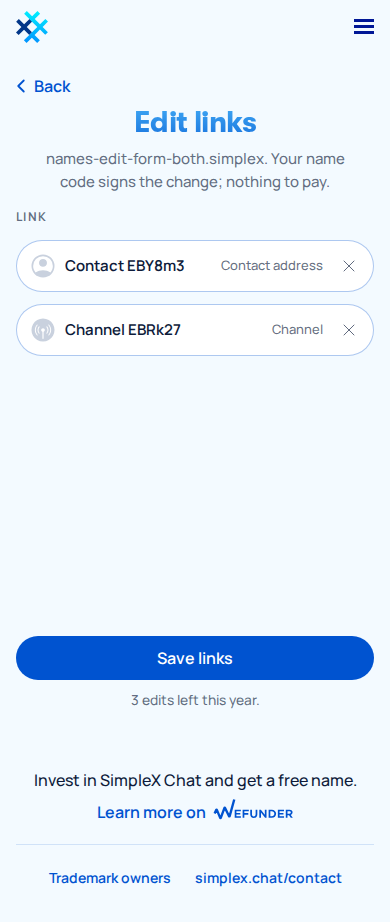 Back
Edit links
names-edit-form-both.simplex. Your name
code signs the change; nothing to pay.
LINK
Contact EBY8m3 Contact address
Channel EBRk27 Channel
Save links
3 edits left this year.
Invest in SimpleX Chat and get a free name.
Learn more on WEFUNDER
Trademark owners simplex.chat/contact